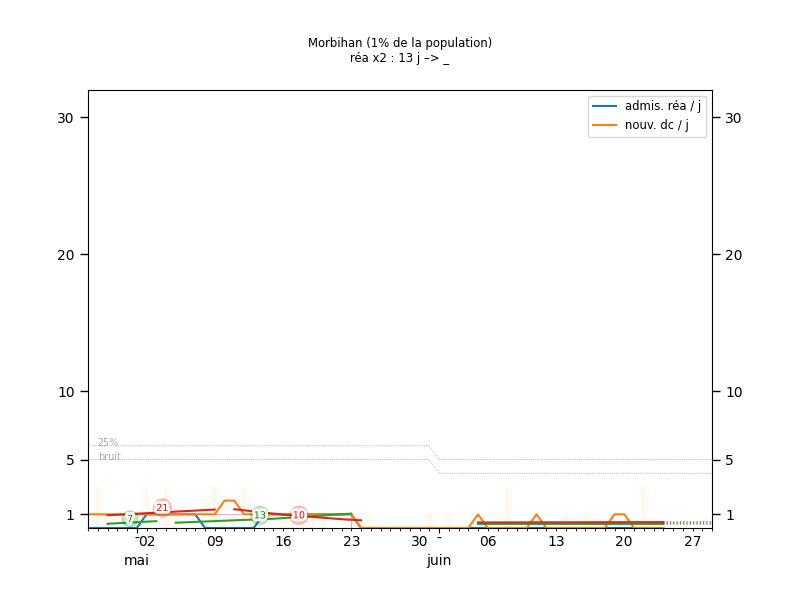 Morbihan (1% de la population)
réa x2 : 13 j –> _
admis. réa / j
nouv. dc / j
30 30
20 20
10 10
25%
bruit
5 5
21
7 13 10
1 1
02 09 16 23 30 06 13 20 27
mai juin